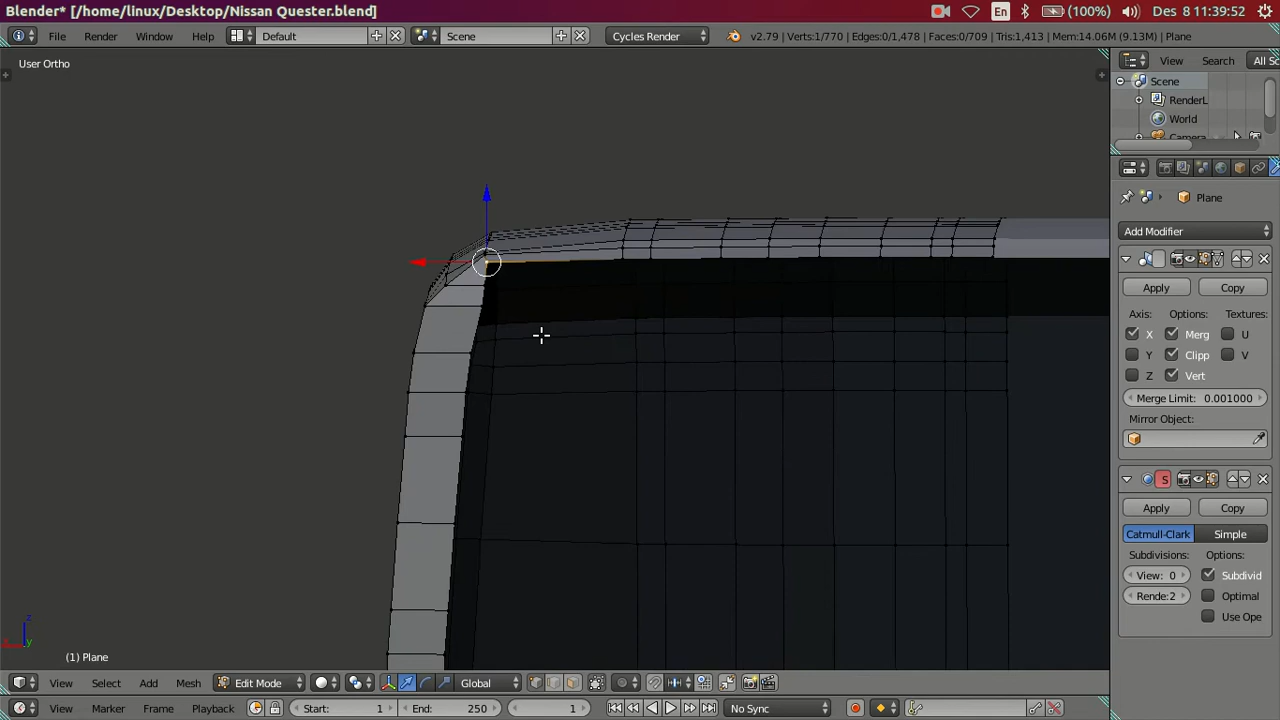 Blender* [/home/linux/Desktop/Nissan Quester.blend]
En (100%) Des 8 11:39:52
File Render Window Help Default Scene Cycles Render v2.79 | Verts:1/770 | Edges:0/1,478 | Faces:0/709 | Tris:1,413 | Mem:14.06M (9.13M) | Plane
User Ortho
View Search All Sc
Scene
RenderL
World
Camera
Plane
Add Modifier
Apply Copy
Axis: Options: Textures:
X Merg U
Y Clipp V
Z Vert
Merge Limit: 0.001000
Mirror Object:
S
Apply Copy
Catmull-Clark Simple
Subdivisions: Options:
View: 0 Subdivid
Rende:2 Optimal
Use Ope
z
x y
(1) Plane
View Select Add Mesh Edit Mode Global
View Marker Frame Playback Start: 1 End: 250 1 No Sync